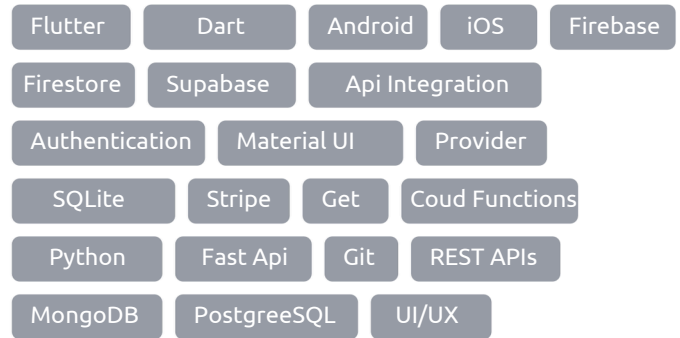 Flutter Dart Android iOS Firebase
Firestore Supabase Api Integration
Authentication Material UI Provider
SQLite Stripe Get Coud Functions
Python Fast Api Git REST APIs
MongoDB PostgreeSQL UI/UX